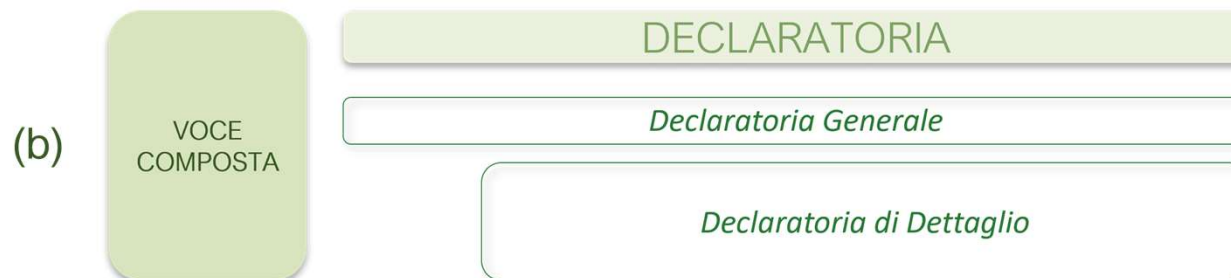 DECLARATORIA
Declaratoria Generale
(b)
VOCE
COMPOSTA
Declaratoria di Dettaglio